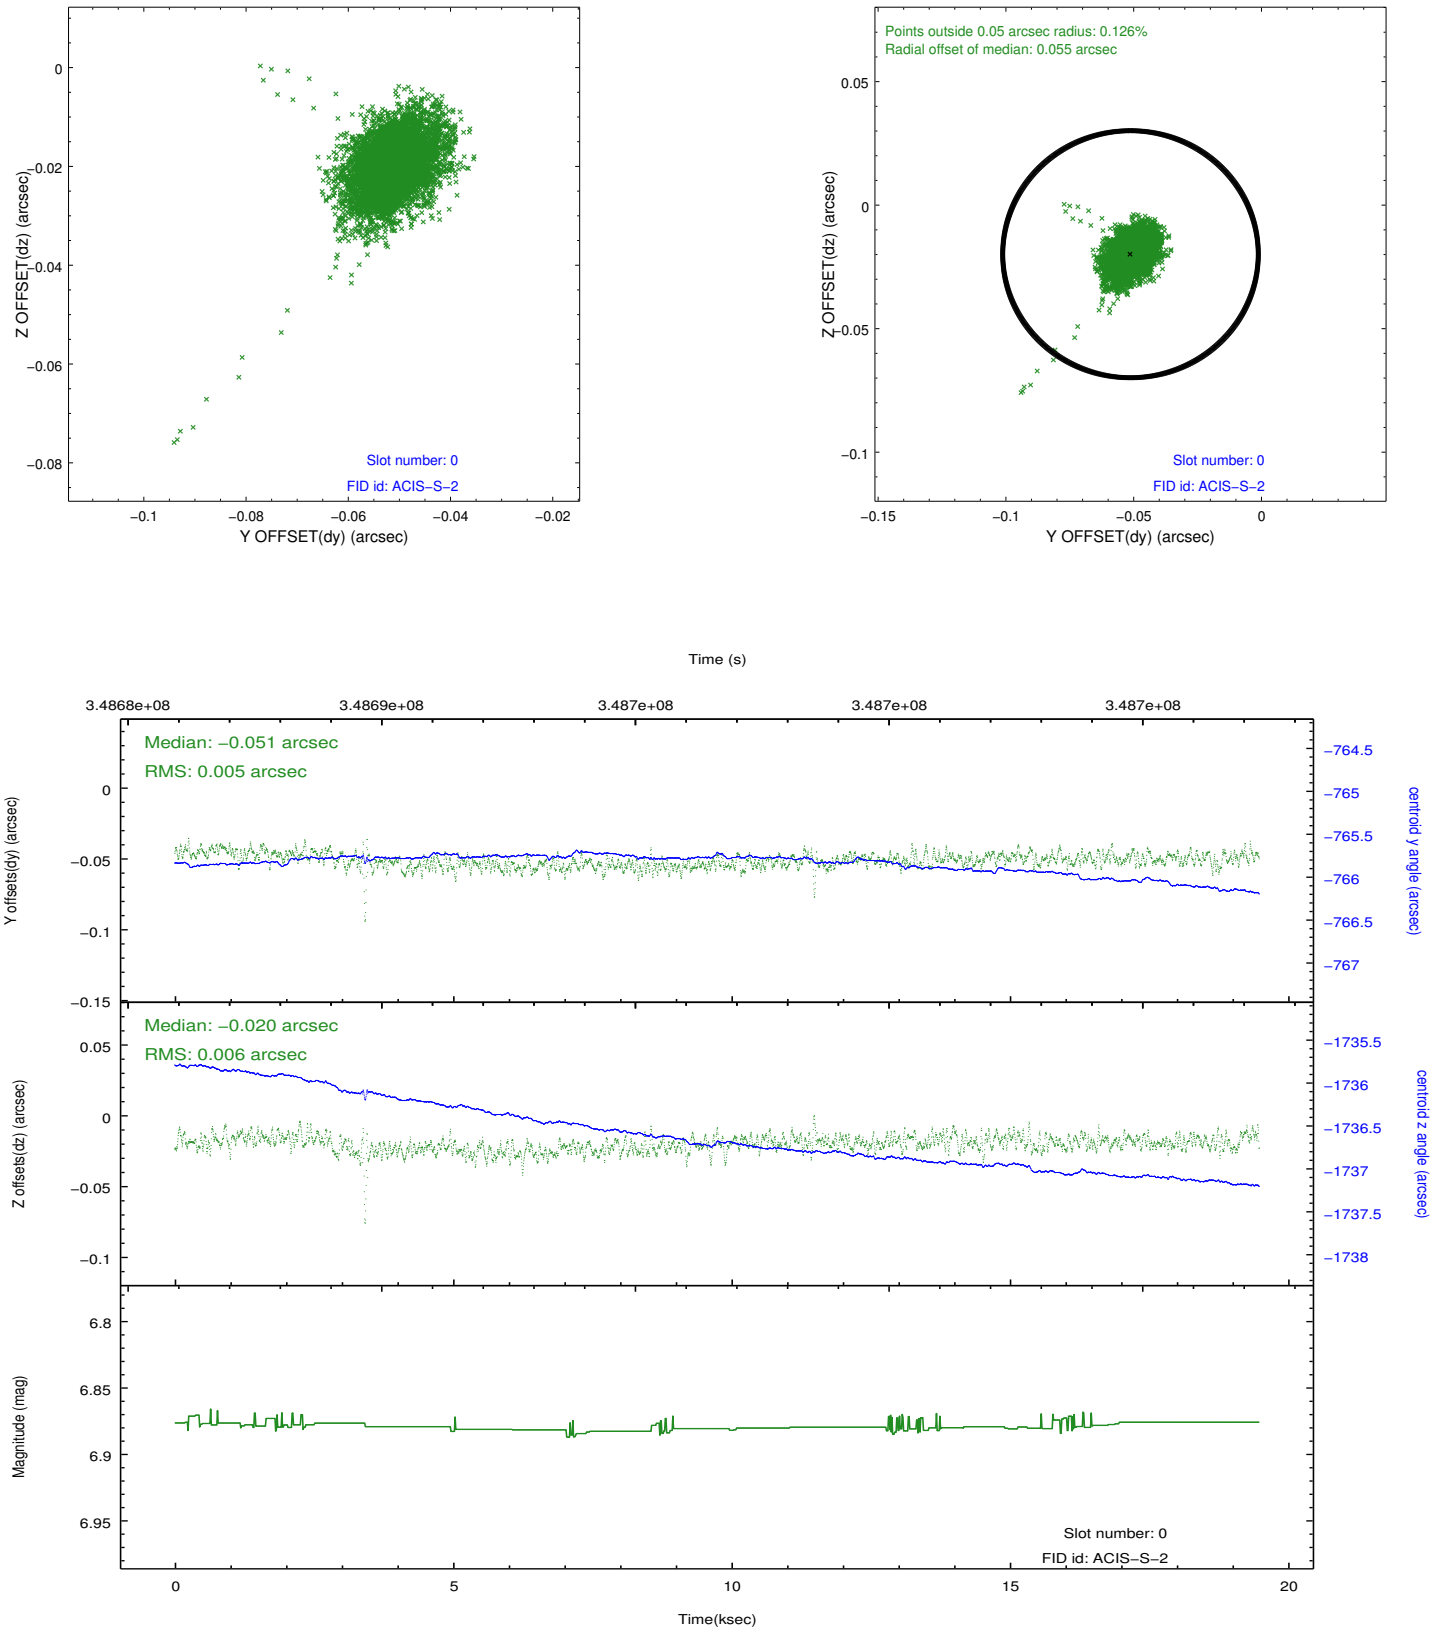 0
−0.02
−0.04
−0.06
−0.08
Z OFFSET(dz) (arcsec)
Slot number: 0
FID id: ACIS−S−2
−0.1
−0.08
−0.06
−0.04
−0.02
Y OFFSET(dy) (arcsec)
Points outside 0.05 arcsec radius: 0.126%
Radial offset of median: 0.055 arcsec
0.05
0
−0.05
−0.1
Z OFFSET(dz) (arcsec)
Slot number: 0
FID id: ACIS−S−2
−0.15
−0.1
−0.05
0
Y OFFSET(dy) (arcsec)
Time (s)
3.4868e+08
3.4869e+08
3.487e+08
3.487e+08
3.487e+08
Median: −0.051 arcsec
RMS: 0.005 arcsec
0
−0.05
−0.1
−0.15
Y offsets(dy) (arcsec)
−764.5
−765
−765.5
−766
−766.5
−767
centroid y angle (arcsec)
Median: −0.020 arcsec
RMS: 0.006 arcsec
0.05
0
−0.05
−0.1
Z offsets(dz) (arcsec)
−1735.5
−1736
−1736.5
−1737
−1737.5
−1738
centroid z angle (arcsec)
6.8
6.85
6.9
6.95
Magnitude (mag)
Slot number: 0
FID id: ACIS−S−2
0
5
10
15
20
Time(ksec)